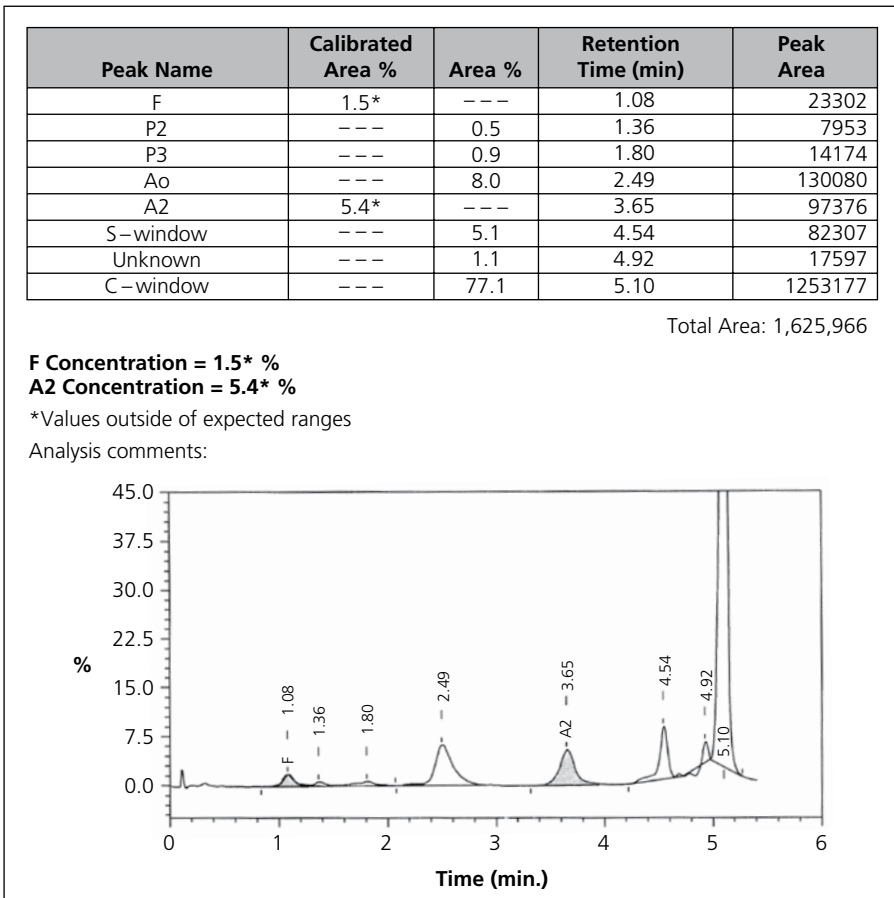 Peak Name Calibrated Area % Area % Retention Time (min) Peak Area
F 1.5* – – – 1.08 23302
P2 – – – 0.5 1.36 7953
P3 – – – 0.9 1.80 14174
Ao – – – 8.0 2.49 130080
A2 5.4* – – – 3.65 97376
S–window – – – 5.1 4.54 82307
Unknown – – – 1.1 4.92 17597
C–window – – – 77.1 5.10 1253177
Total Area: 1,625,966
F Concentration = 1.5* %
A2 Concentration = 5.4* %
*Values outside of expected ranges
Analysis comments:
45.0
37.5
30.0
22.5
15.0
7.5
0.0
%
F 1.08
1.36
1.80
2.49
A2 3.65
4.54
4.92
5.10
0 1 2 3 4 5 6
Time (min.)